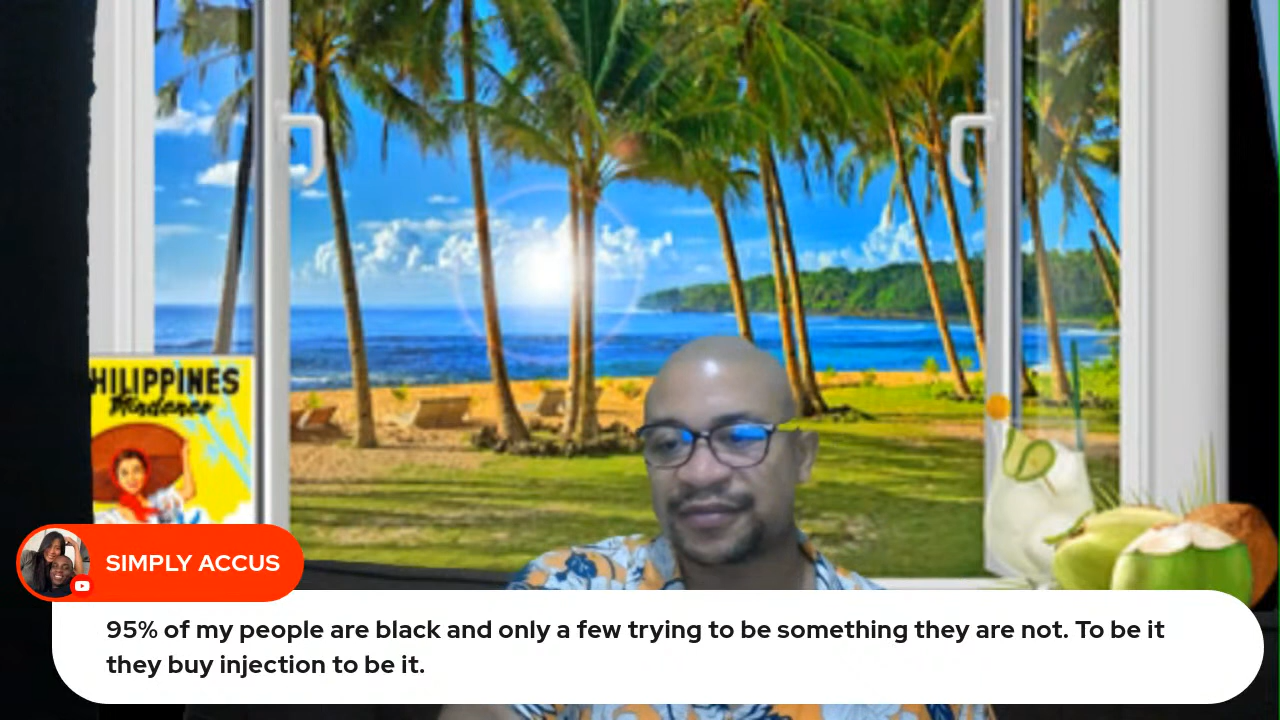 HILIPPINES
Mindanao
SIMPLY ACCUS
95% of my people are black and only a few trying to be something they are not. To be it
they buy injection to be it.